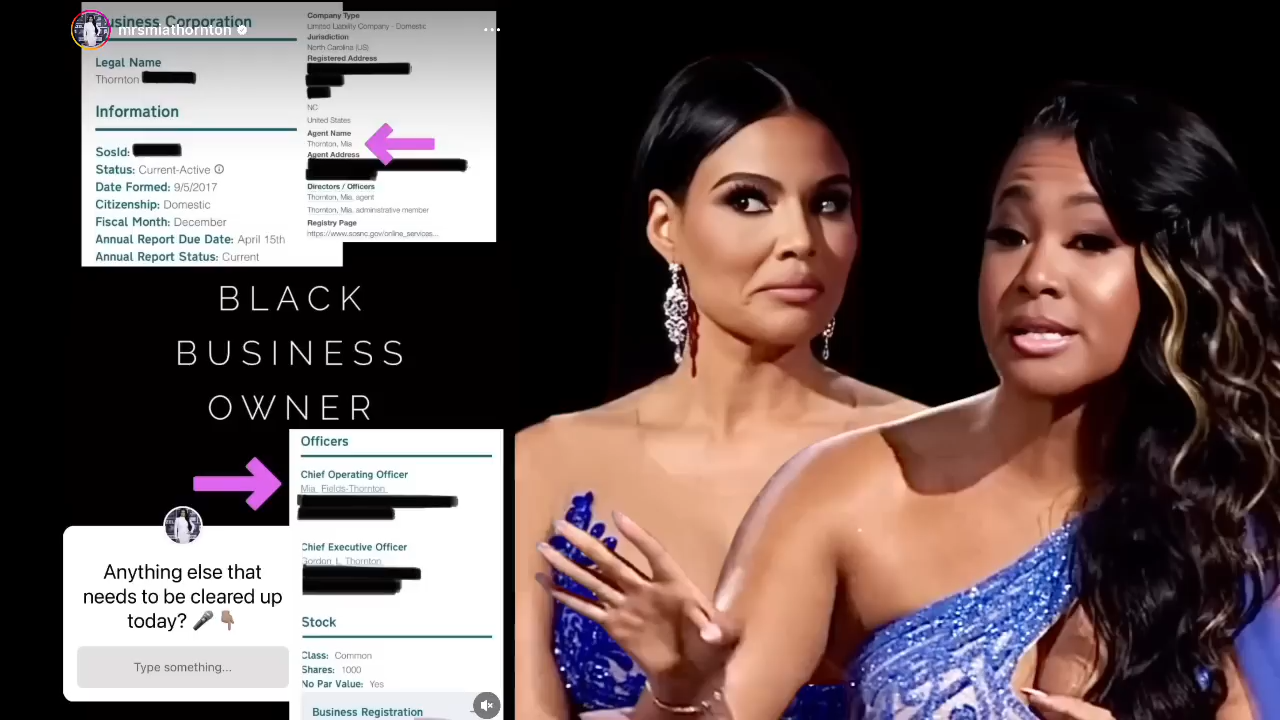 Business Corporation
mrsmiathornton
Legal Name
Thornton
Information
SosId:
Status: Current-Active
Date Formed: 9/5/2017
Citizenship: Domestic
Fiscal Month: December
Annual Report Due Date: April 15th
Annual Report Status: Current
Company Type
Limited Liability Company - Domestic
Jurisdiction
North Carolina (US)
Registered Address
NC
United States
Agent Name
Thornton, Mia
Agent Address
Directors / Officers
Thornton, Mia, agent
Thornton, Mia, administrative member
Registry Page
https://www.sosnc.gov/online_services...
BLACK
BUSINESS
OWNER
Officers
Chief Operating Officer
Mia Fields-Thornton
Chief Executive Officer
Gordon L Thornton
Stock
Class: Common
Shares: 1000
No Par Value: Yes
Business Registration
Anything else that
needs to be cleared up
today? 🎤👇🏽
Type something...